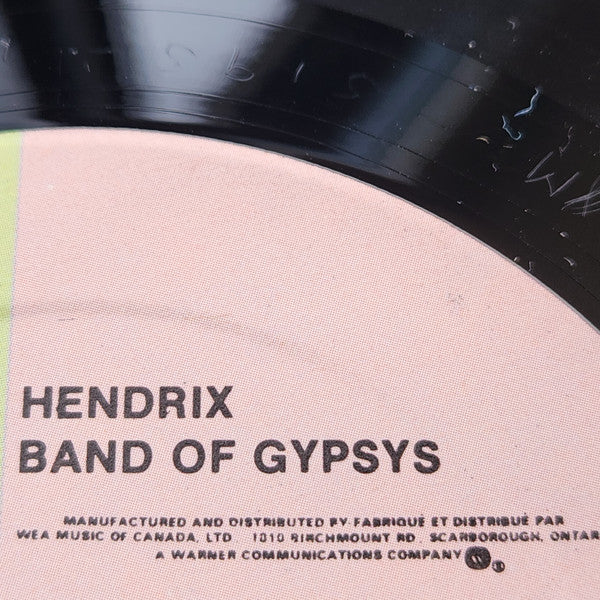 HENDRIX
BAND OF GYPSYS
MANUFACTURED AND DISTRIBUTED BY-FABRIQUÉ ET DISTRIBUÉ PAR
WEA MUSIC OF CANADA, LTD 1810 BIRCHMOUNT RD., SCARBOROUGH, ONTAR
A WARNER COMMUNICATIONS COMPANY